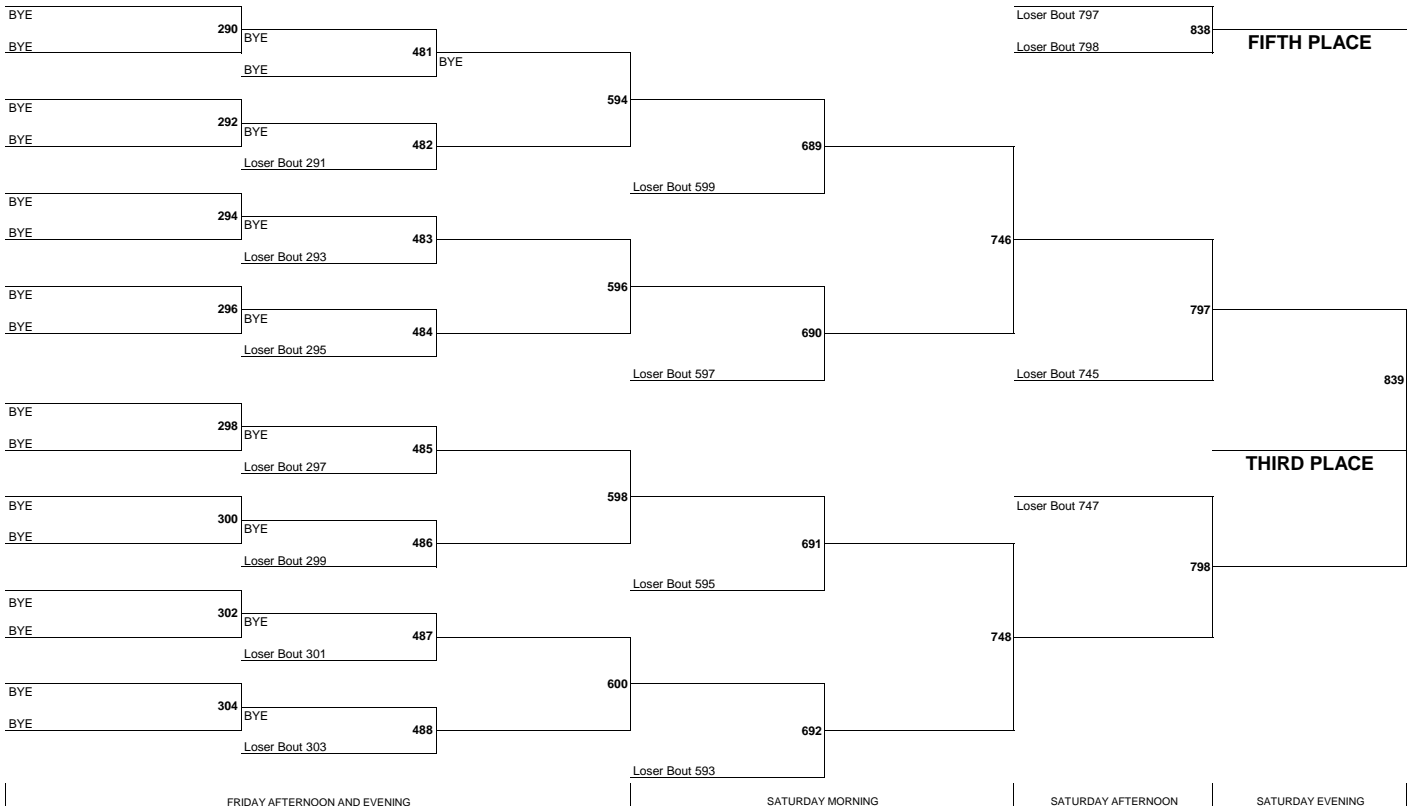 BYE
290
BYE
BYE
481
BYE
BYE
BYE
292
BYE
BYE
482
Loser Bout 291
594
BYE
294
BYE
BYE
483
Loser Bout 293
BYE
296
BYE
BYE
484
Loser Bout 295
596
689
Loser Bout 599
690
Loser Bout 597
746
Loser Bout 797
838
Loser Bout 798
FIFTH PLACE
797
Loser Bout 745
839
THIRD PLACE
BYE
298
BYE
BYE
485
Loser Bout 297
BYE
300
BYE
BYE
486
Loser Bout 299
598
BYE
302
BYE
BYE
487
Loser Bout 301
BYE
304
BYE
BYE
488
Loser Bout 303
600
691
Loser Bout 595
692
Loser Bout 593
748
Loser Bout 747
798
FRIDAY AFTERNOON AND EVENING
SATURDAY MORNING
SATURDAY AFTERNOON
SATURDAY EVENING